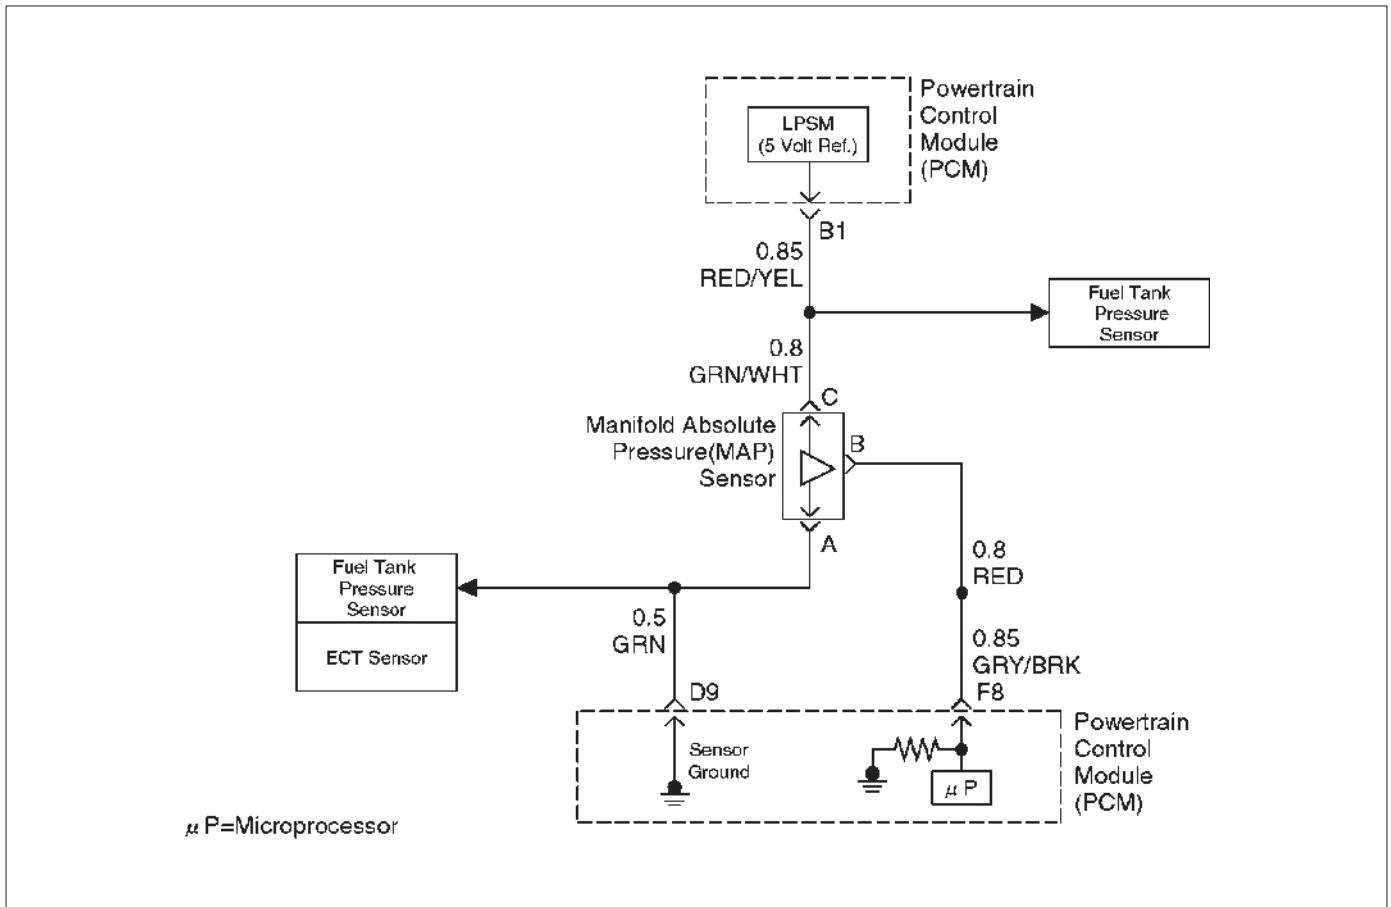 Powertrain
Control
Module
(PCM)
LPSM
(5 Volt Ref.)
B1
0.85
RED/YEL
Fuel Tank
Pressure
Sensor
0.8
GRN/WHT
C
Manifold Absolute
Pressure(MAP)
Sensor
B
A
Fuel Tank
Pressure
Sensor
ECT Sensor
0.5
GRN
0.8
RED
0.85
GRY/BRK
D9
F8
Sensor
Ground
μ P
Powertrain
Control
Module
(PCM)
μ P=Microprocessor